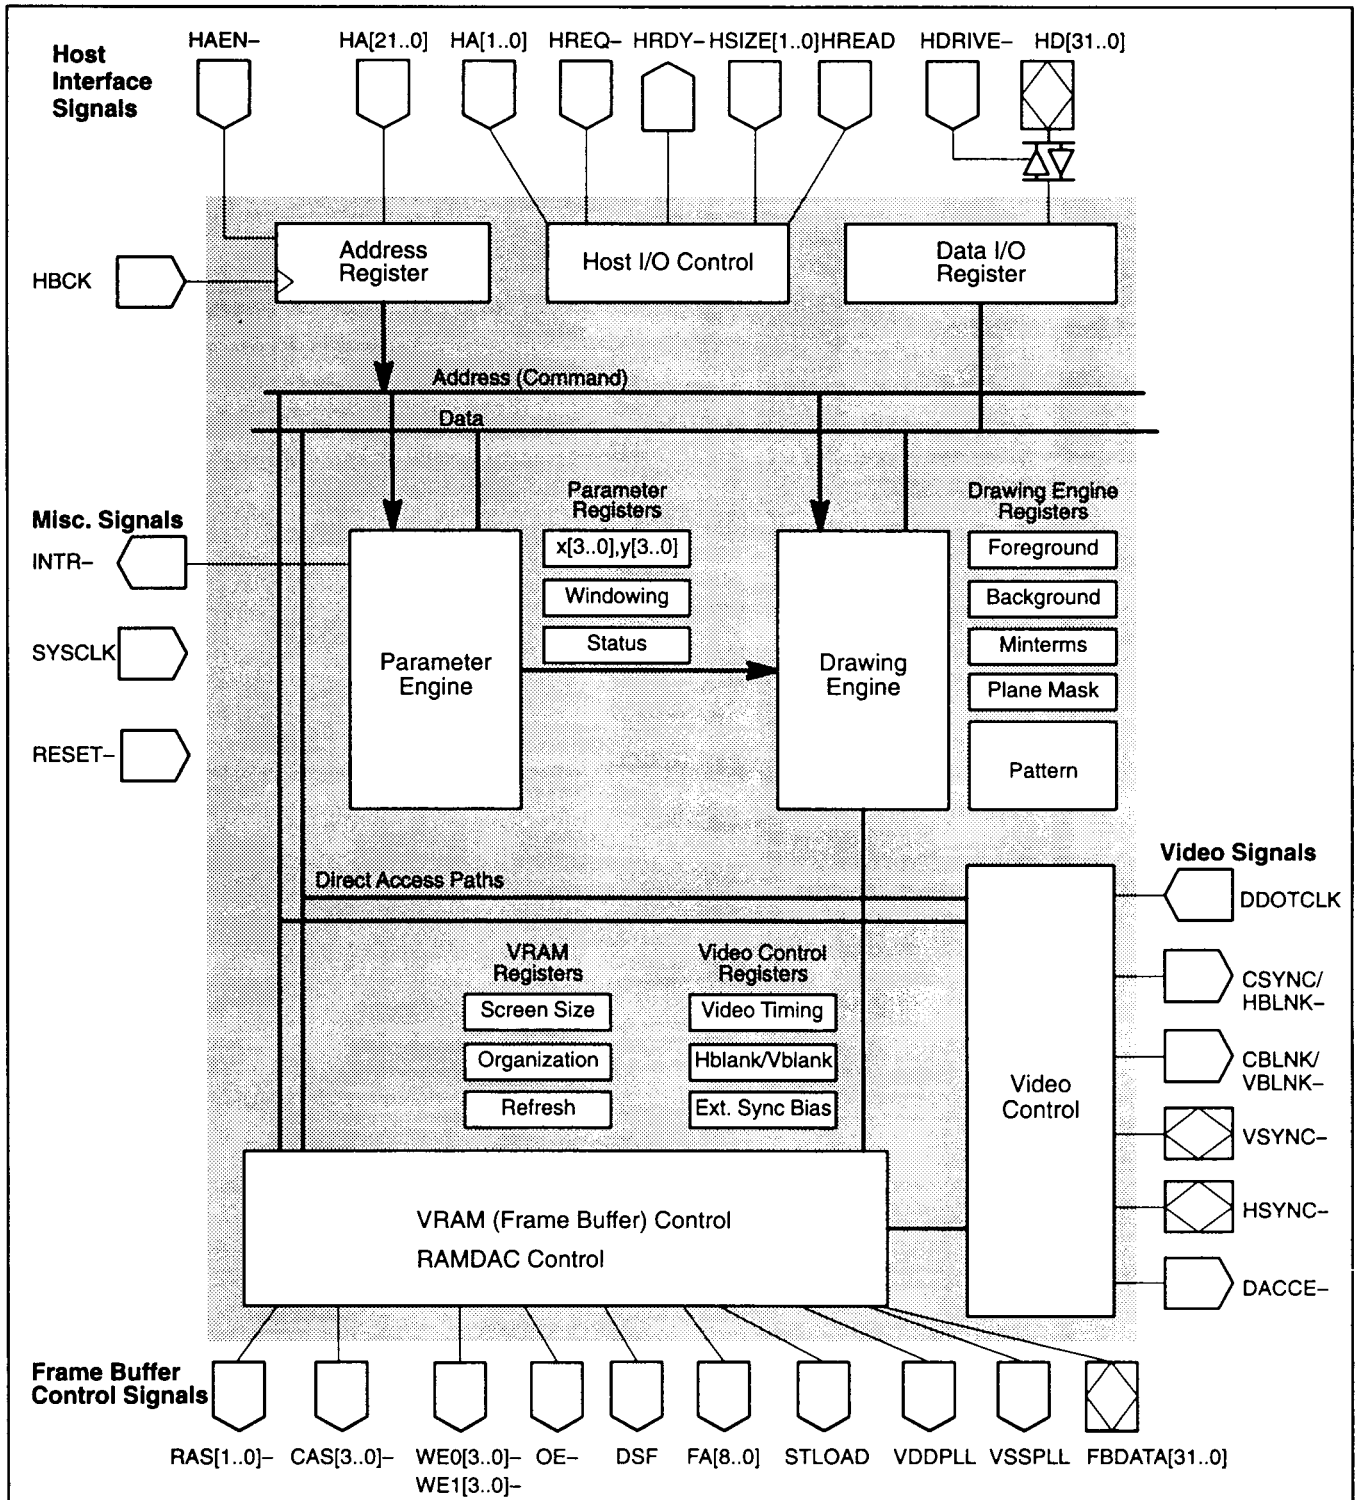 Host
Interface
Signals
HAEN–
HA[21..0]
HA[1..0]
HREQ–
HRDY–
HSIZE[1..0]
HREAD
HDRIVE–
HD[31..0]
HBCK
Address
Register
Host I/O Control
Data I/O
Register
Address (Command)
Data
Misc. Signals
INTR–
SYSCLK
RESET–
Parameter
Engine
Parameter
Registers
x[3..0],y[3..0]
Windowing
Status
Drawing
Engine
Drawing Engine
Registers
Foreground
Background
Minterms
Plane Mask
Pattern
Direct Access Paths
Video Signals
DDOTCLK
CSYNC/
HBLNK–
CBLNK/
VBLNK–
VSYNC–
HSYNC–
DACCE–
VRAM
Registers
Screen Size
Organization
Refresh
Video Control
Registers
Video Timing
Hblank/Vblank
Ext. Sync Bias
Video
Control
VRAM (Frame Buffer) Control
RAMDAC Control
Frame Buffer
Control Signals
RAS[1..0]–
CAS[3..0]–
WE0[3..0]–
WE1[3..0]–
OE–
DSF
FA[8..0]
STLOAD
VDDPLL
VSSPLL
FBDATA[31..0]